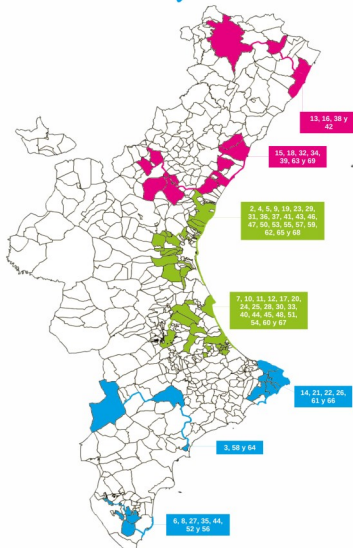 13, 16, 38 y
42
15, 18, 32, 34,
39, 63 y 69
2, 4, 5, 9, 19, 23, 29,
31, 36, 37, 41, 43, 46,
47, 50, 53, 55, 57, 59,
62, 65 y 68
7, 10, 11, 12, 17, 20,
24, 25, 28, 30, 33,
40, 44, 45, 48, 51,
54, 60 y 67
14, 21, 22, 26,
61 y 66
3, 58 y 64
6, 8, 27, 35, 44,
52 y 56